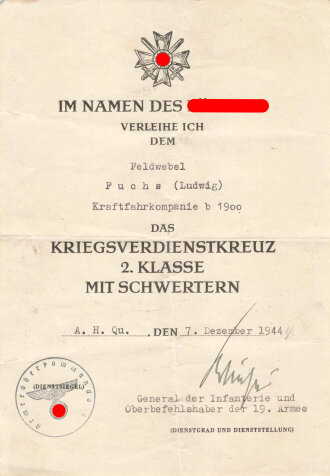 IM NAMEN DES
VERLEIHE ICH
DEM
Feldwebel
Fuchs (Ludwig)
Kraftfahrkompanie b 1900
DAS
KRIEGSVERDIENSTKREUZ
2. KLASSE
MIT SCHWERTERN
A. H. Qu. , DEN 7. Dezember 1944
(DIENSTSIEGEL)
Armeeoberkommando
General der Infanterie und
Oberbefehlshaber der 19. Armee
(DIENSTGRAD UND DIENSTSTELLUNG)